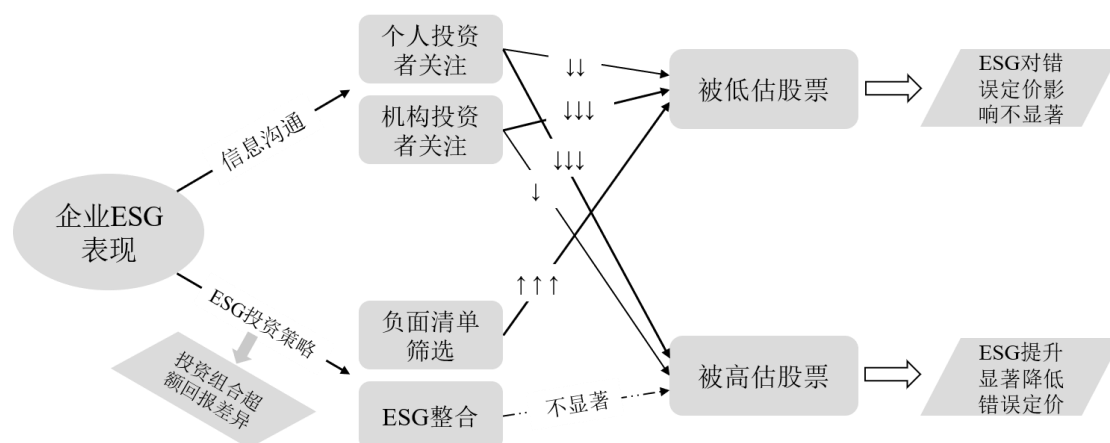 企业ESG
表现
信息沟通
ESG投资策略
投资组合超
额回报差异
个人投资
者关注
机构投资
者关注
负面清单
筛选
ESG整合
↓↓
↓↓↓
↓↓↓
↓
↑↑↑
不显著
被低估股票
被高估股票
ESG对错
误定价影
响不显著
ESG提升
显著降低
错误定价